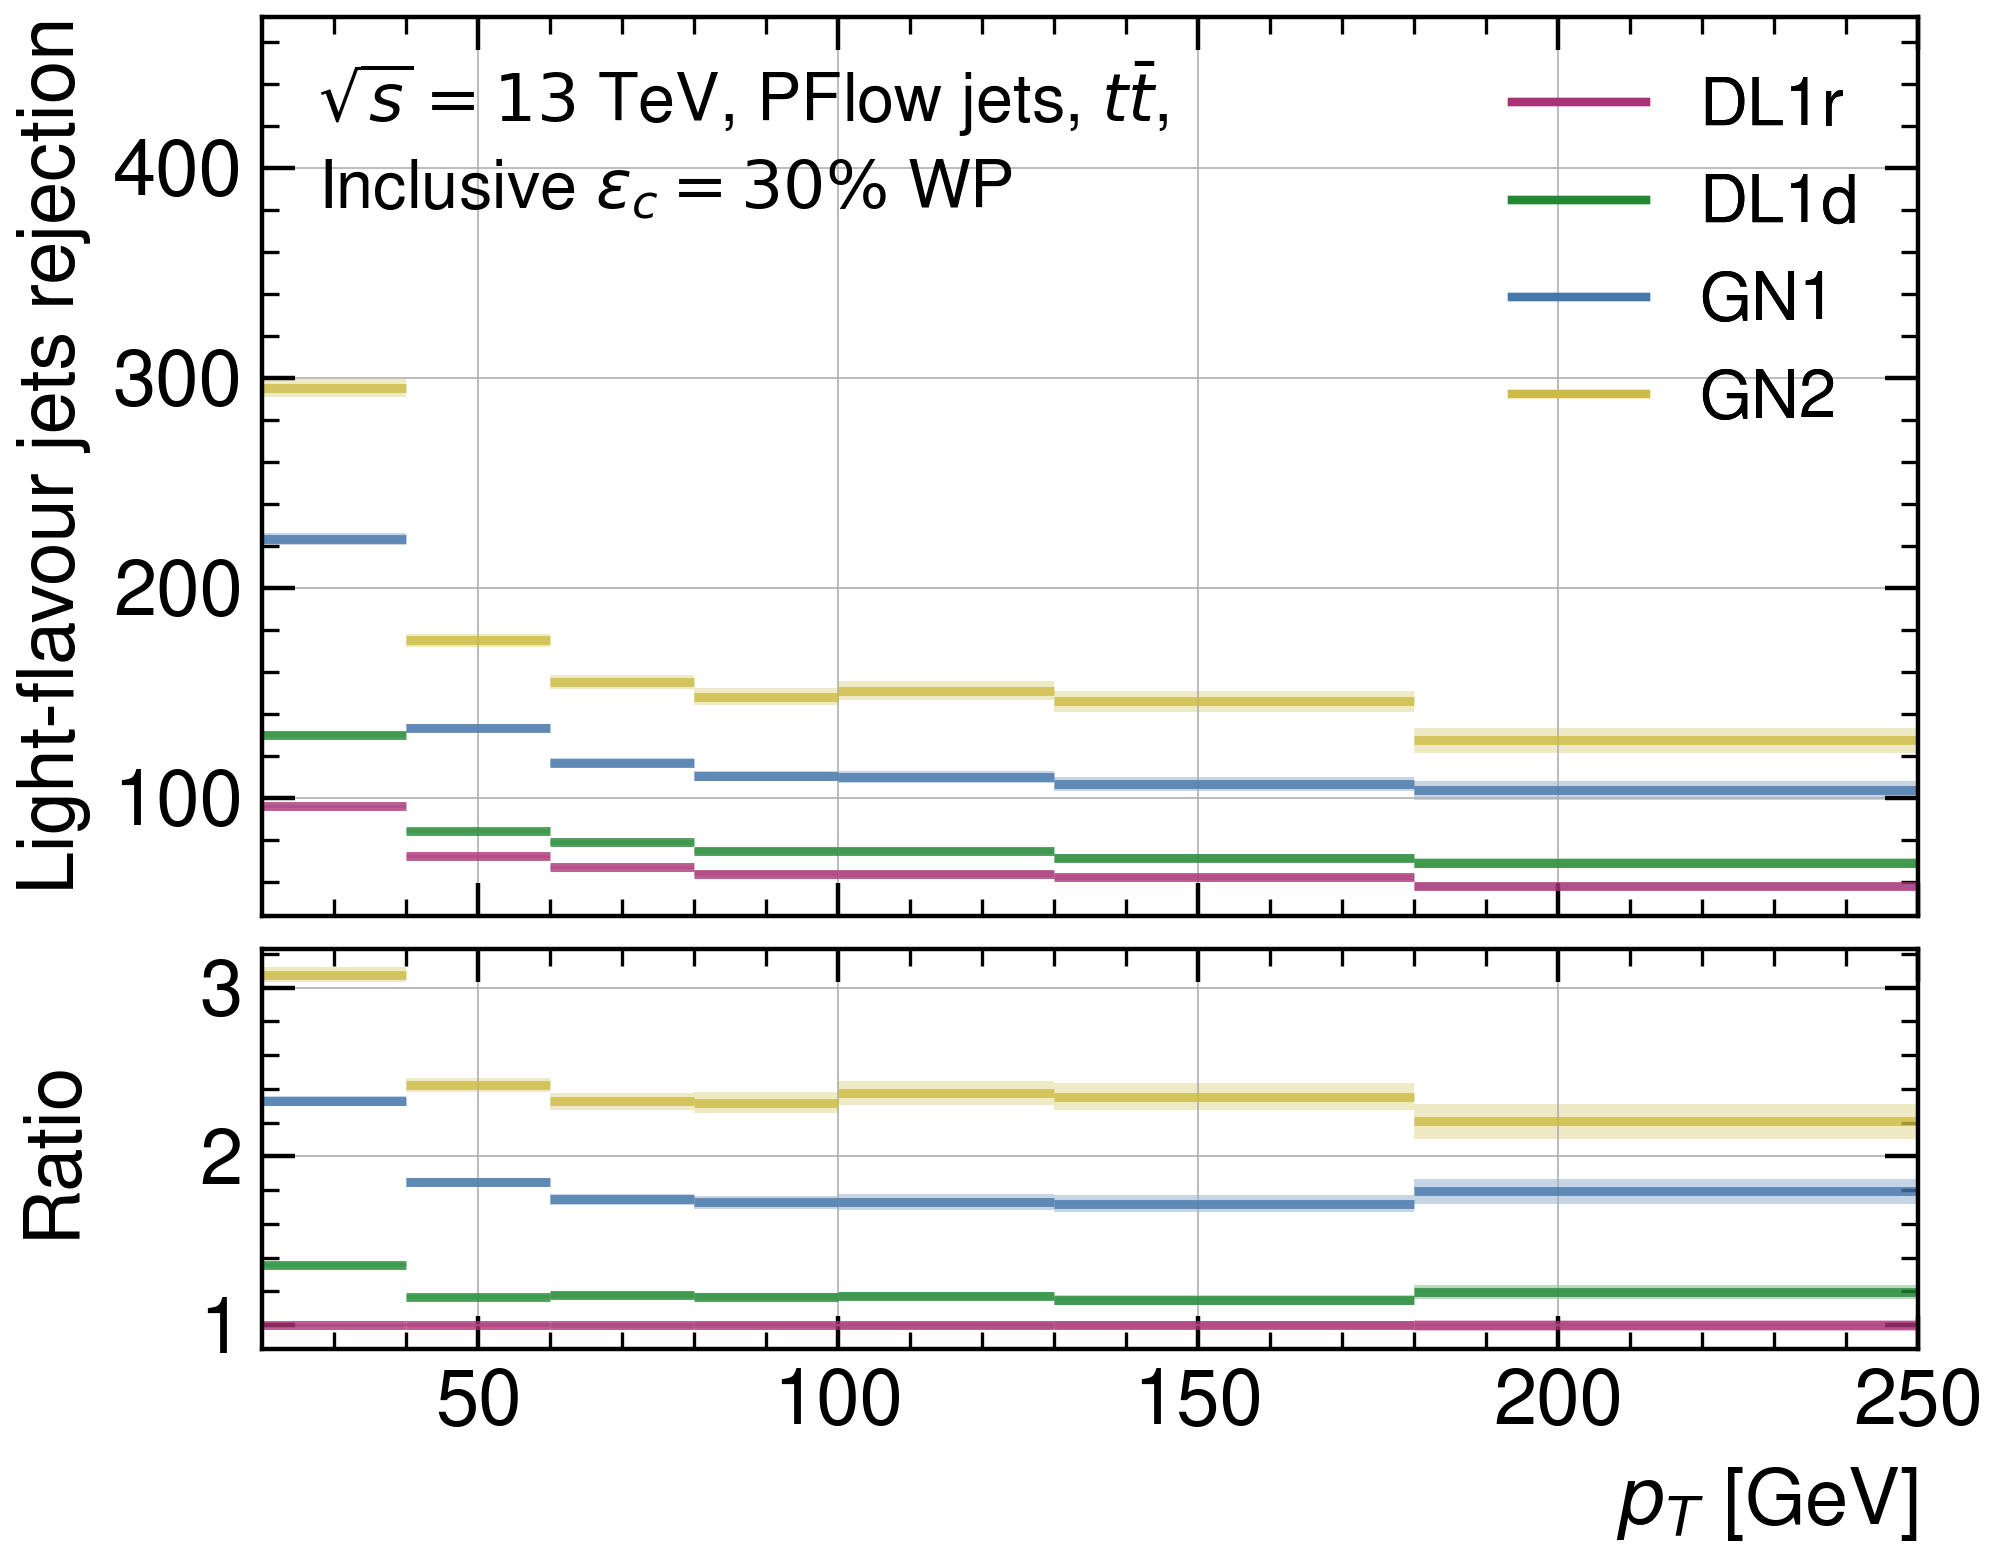 Light-flavour jets rejection
√s = 13 TeV, PFlow jets, tt̄,
Inclusive ε_c = 30% WP
DL1r
DL1d
GN1
GN2
400
300
200
100
Ratio
3
2
1
50
100
150
200
250
p_T [GeV]